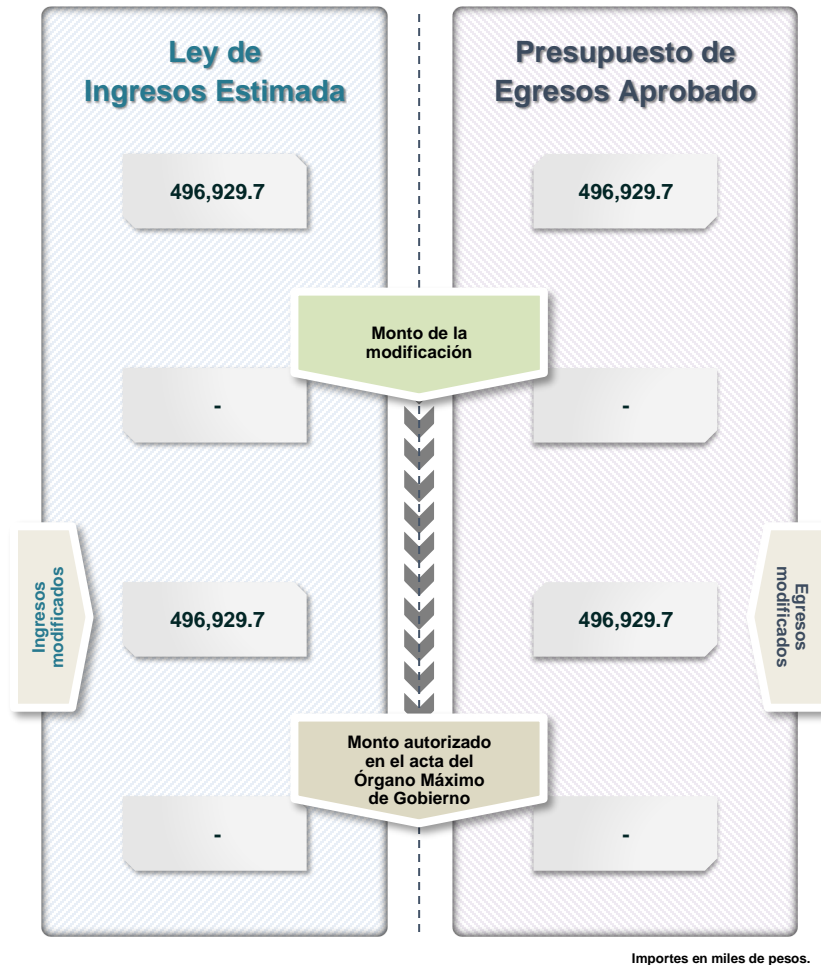 Ley de
Ingresos Estimada
Presupuesto de
Egresos Aprobado
496,929.7
496,929.7
Monto de la
modificación
-
-
Ingresos
modificados
496,929.7
496,929.7
Egresos
modificados
Monto autorizado
en el acta del
Órgano Máximo
de Gobierno
-
-
Importes en miles de pesos.